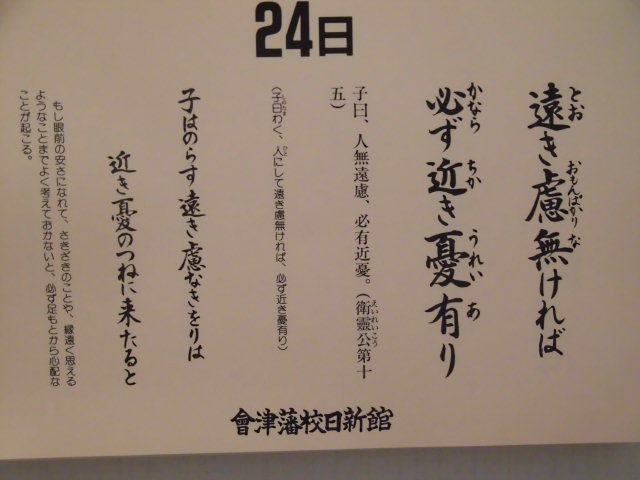 24日
遠き慮無ければ
必ず近き憂有り
子曰、人無遠慮、必有近憂。(衛靈公第十
五)
(子曰わく、人にして遠き慮無ければ、必ず近き憂有り)
子はのらす遠き慮なきをりは
近き憂のつねに来たると
もし眼前の安きになれて、さきざきのことや、縁遠く思える
ようなことまでよく考えておかないと、必ず足もとから心配な
ことが起こる。
會津藩校日新館